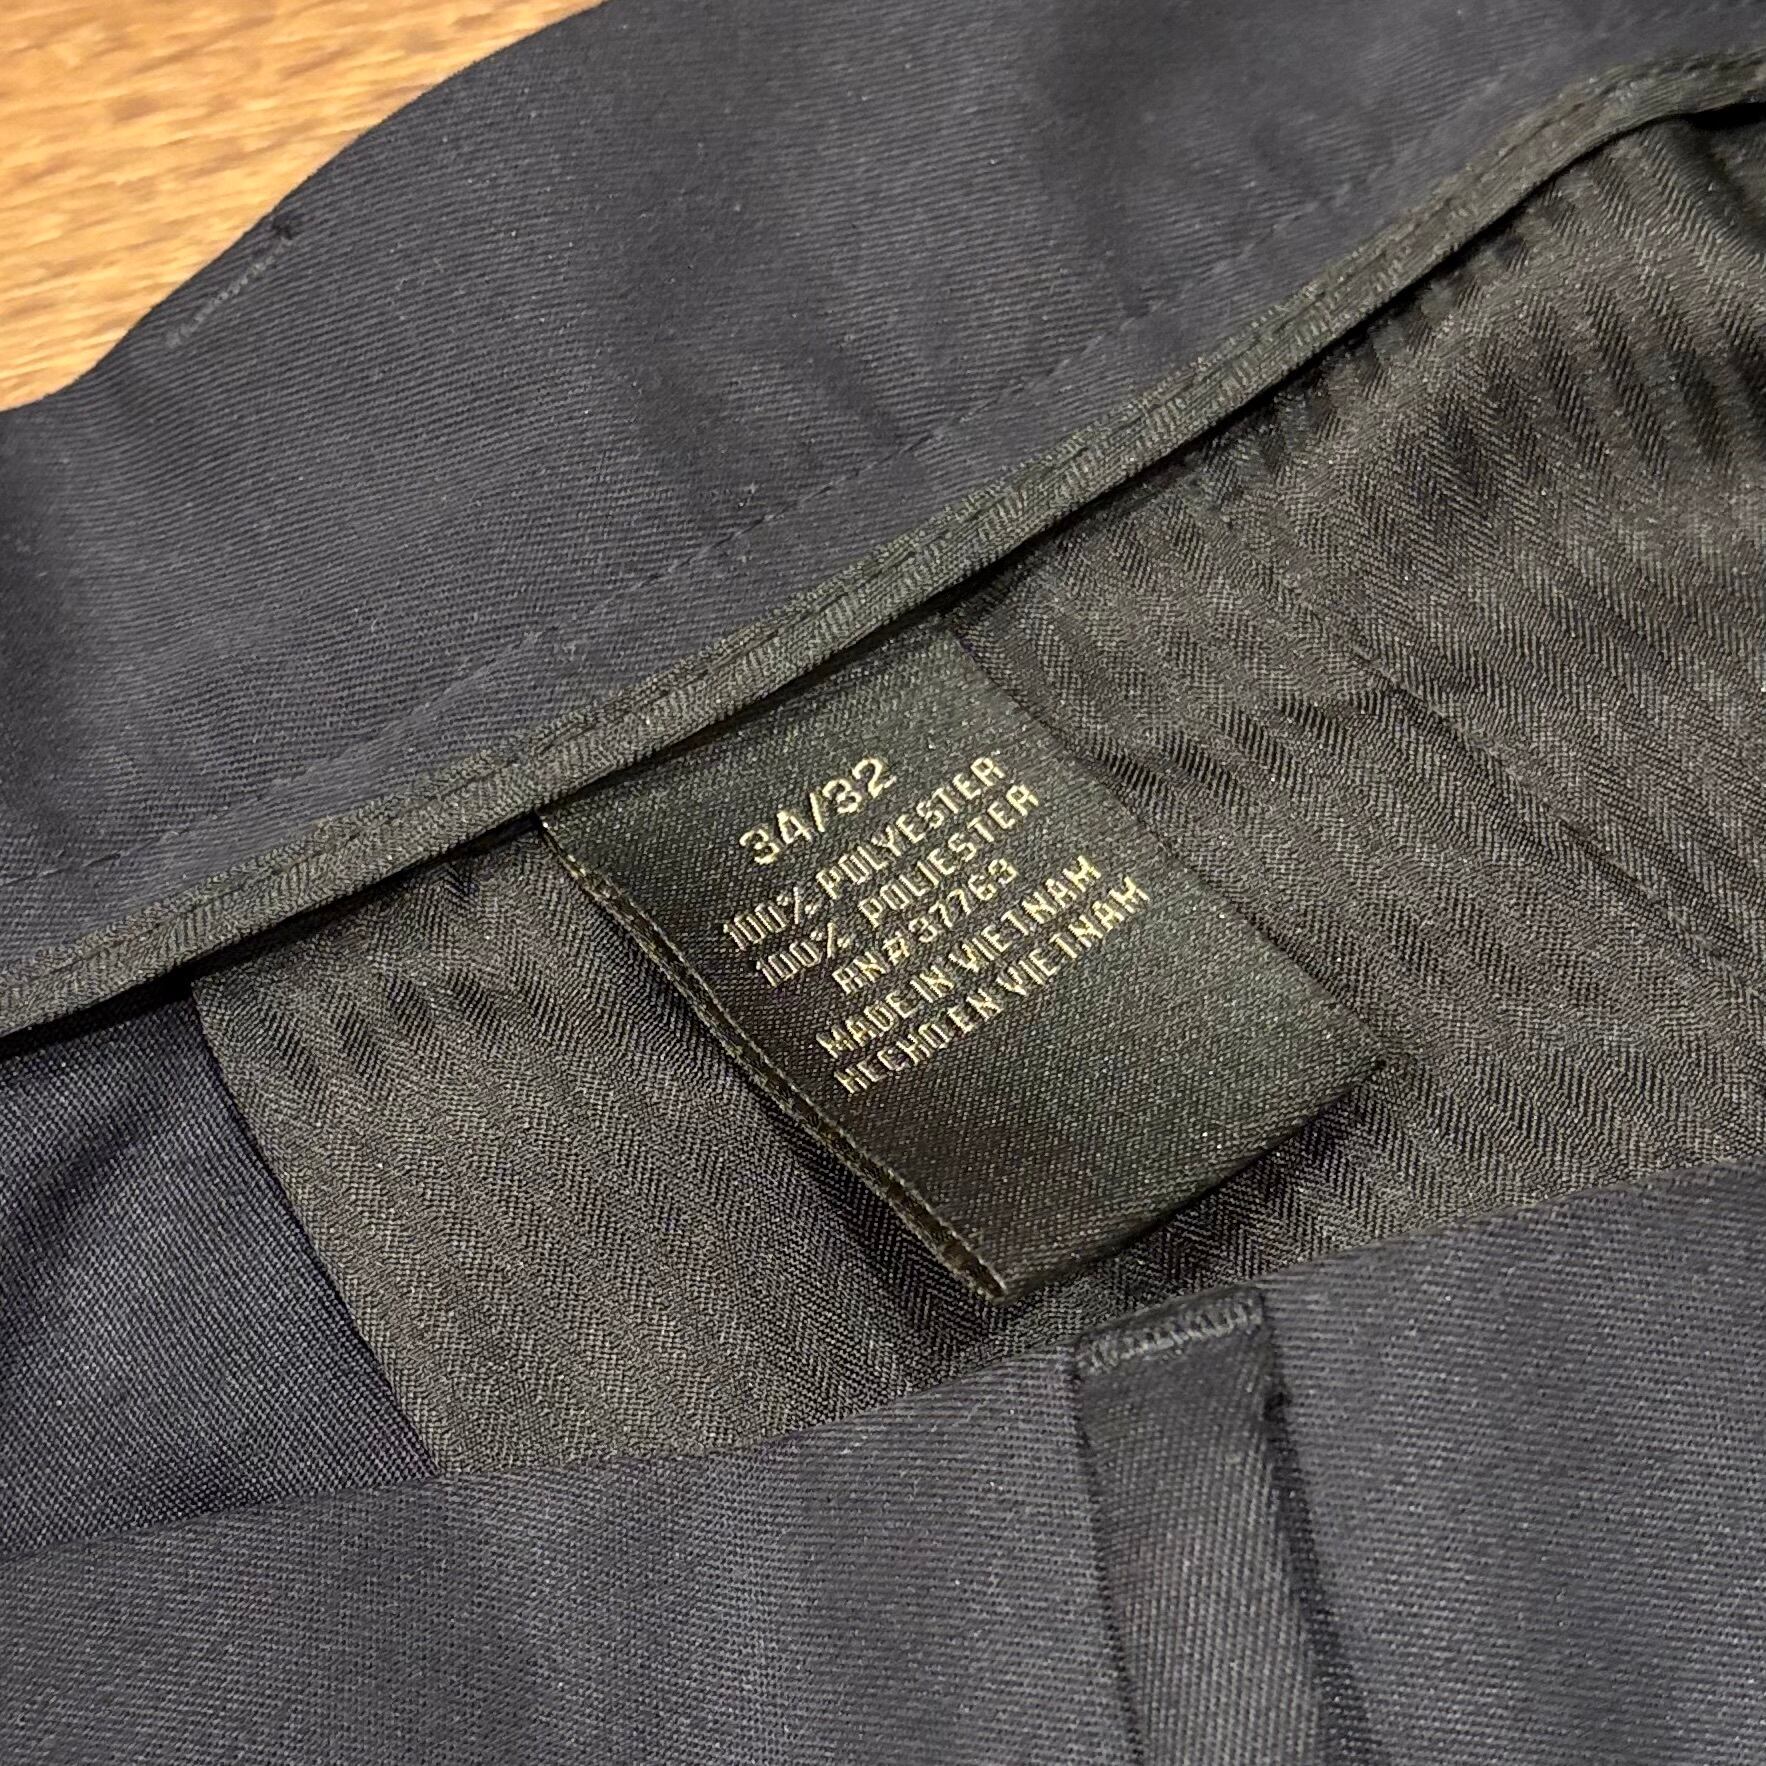 34/32
100% POLYESTER
100% POLIESTER
RN# 37763
MADE IN VIETNAM
HECHO EN VIETNAM